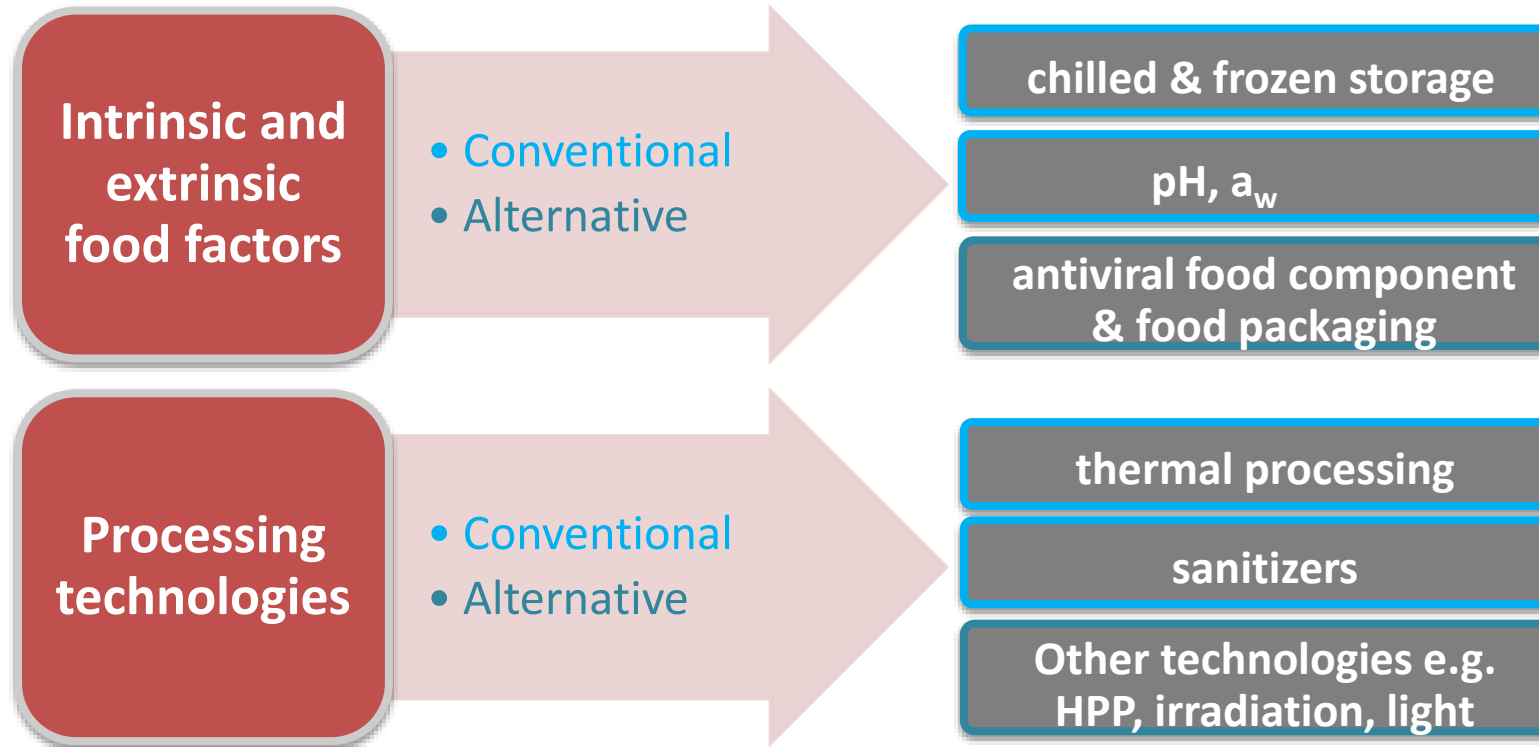 Intrinsic and
extrinsic
food factors
• Conventional
• Alternative
chilled & frozen storage
pH, a_w
antiviral food component
& food packaging
Processing
technologies
• Conventional
• Alternative
thermal processing
sanitizers
Other technologies e.g.
HPP, irradiation, light